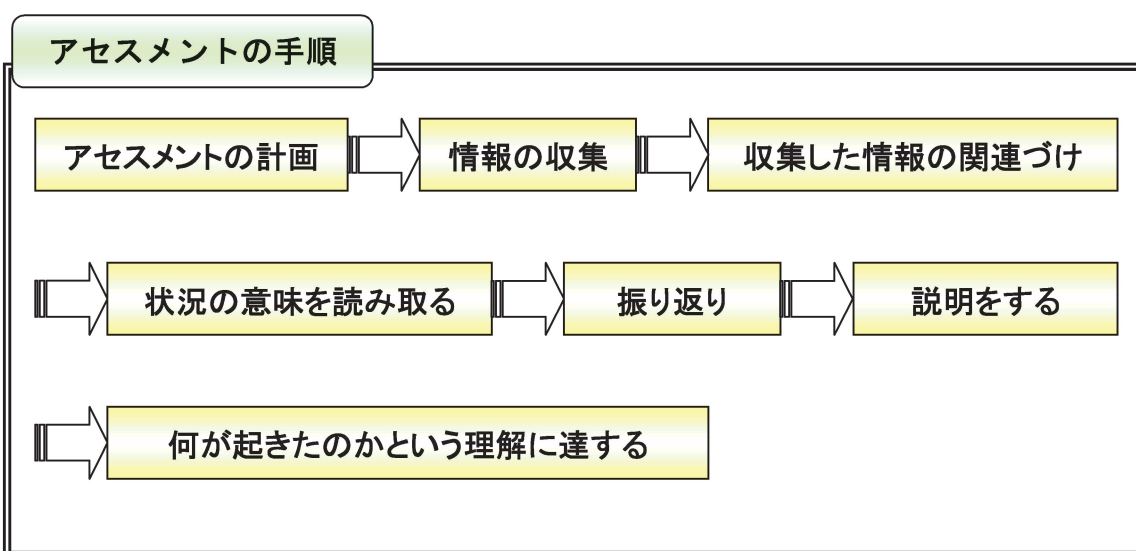 アセスメントの手順
アセスメントの計画
情報の収集
収集した情報の関連づけ
状況の意味を読み取る
振り返り
説明をする
何が起きたのかという理解に達する